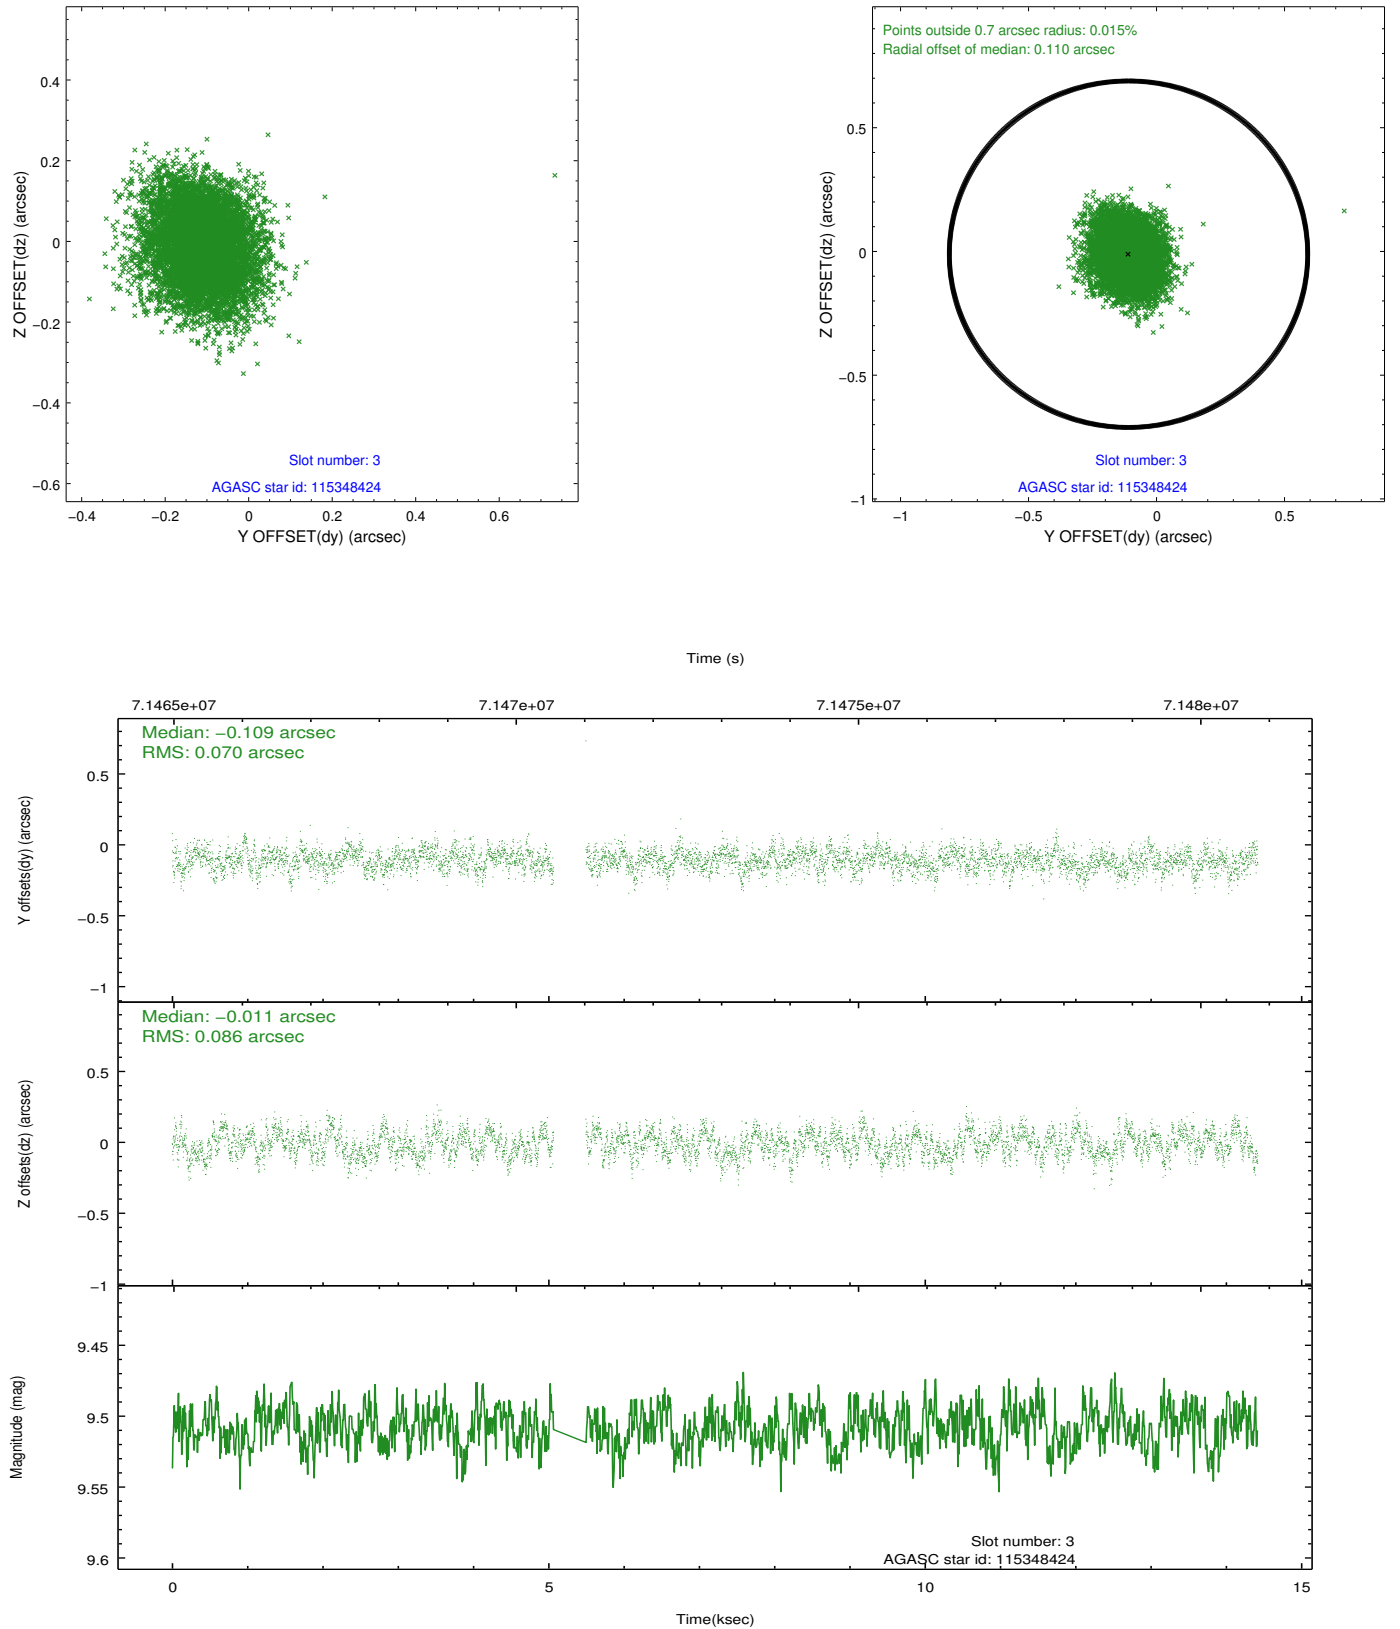 0.4
0.2
0
−0.2
−0.4
−0.6
Z OFFSET(dz) (arcsec)
Slot number: 3
AGASC star id: 115348424
−0.4
−0.2
0
0.2
0.4
0.6
Y OFFSET(dy) (arcsec)
Points outside 0.7 arcsec radius: 0.015%
Radial offset of median: 0.110 arcsec
0.5
0
−0.5
−1
Z OFFSET(dz) (arcsec)
Slot number: 3
AGASC star id: 115348424
−1
−0.5
0
0.5
Y OFFSET(dy) (arcsec)
Time (s)
7.1465e+07
7.147e+07
7.1475e+07
7.148e+07
Median: −0.109 arcsec
RMS: 0.070 arcsec
0.5
0
−0.5
−1
Y offsets(dy) (arcsec)
Median: −0.011 arcsec
RMS: 0.086 arcsec
0.5
0
−0.5
−1
Z offsets(dz) (arcsec)
9.45
9.5
9.55
9.6
Magnitude (mag)
Slot number: 3
AGASC star id: 115348424
0
5
10
15
Time(ksec)